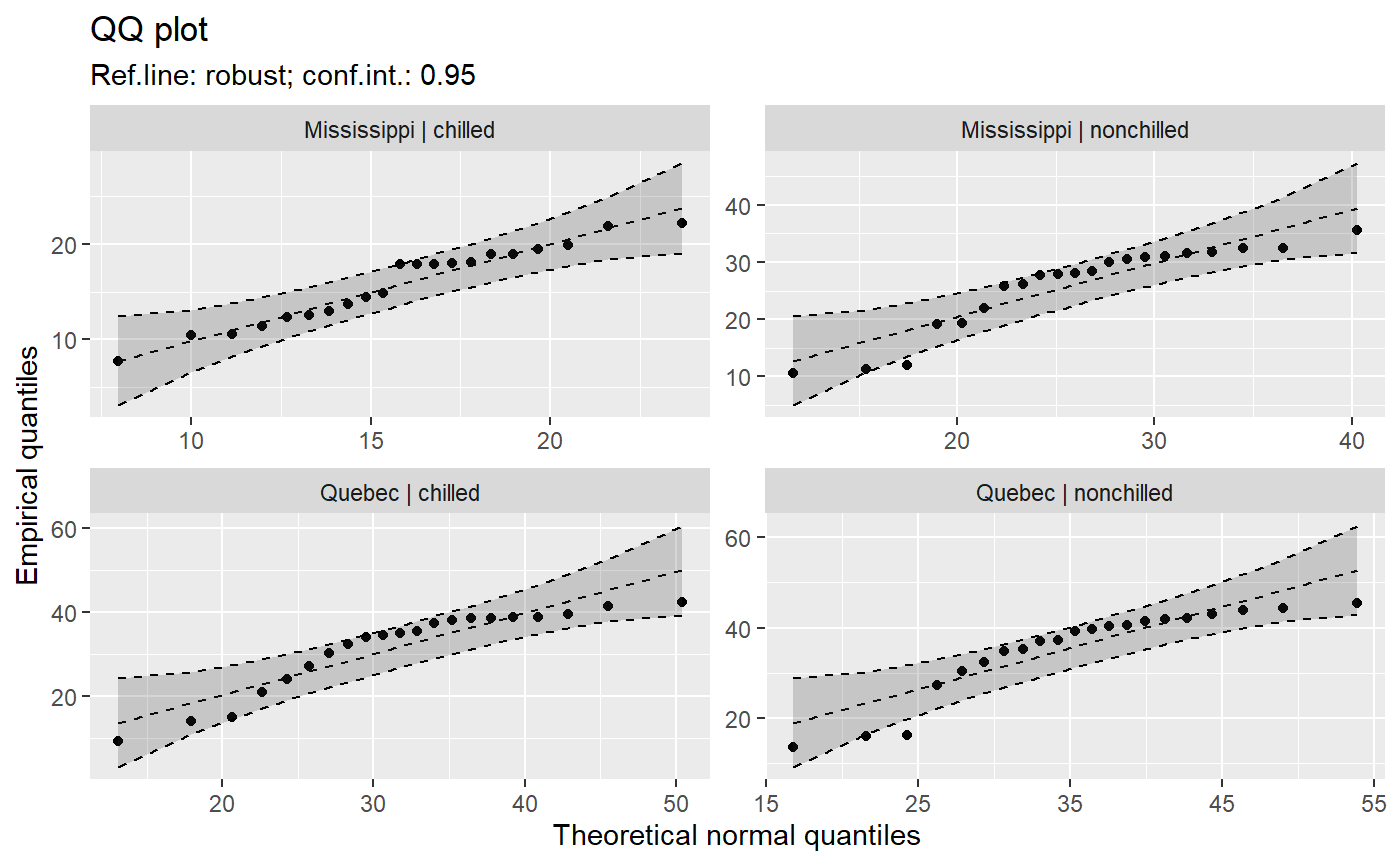 QQ plot
Ref.line: robust; conf.int.: 0.95
Mississippi | chilled
Mississippi | nonchilled
20
10
40
30
20
10
10 15 20
20 30 40
Quebec | chilled
Quebec | nonchilled
60
40
20
60
40
20
20 30 40 50
15 25 35 45 55
Empirical quantiles
Theoretical normal quantiles